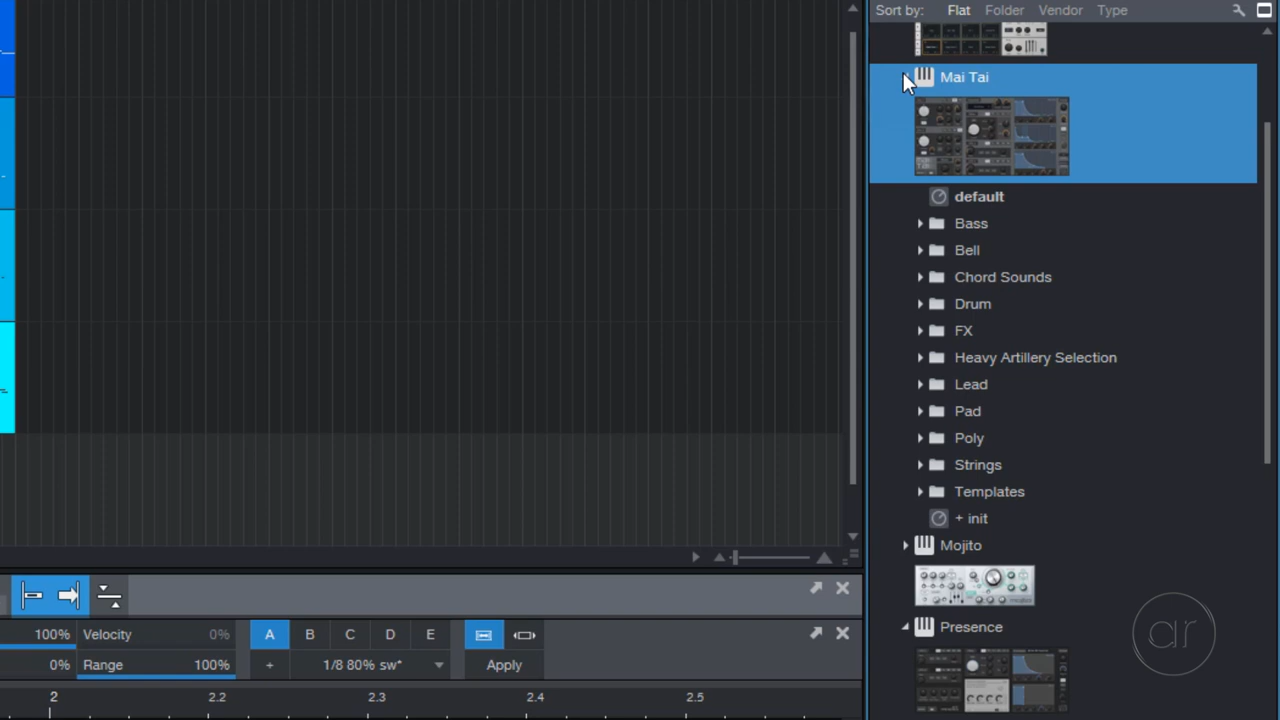 Sort by: Flat Folder Vendor Type
Mai Tai
default
Bass
Bell
Chord Sounds
Drum
FX
Heavy Artillery Selection
Lead
Pad
Poly
Strings
Templates
+ init
Mojito
Presence
100% Velocity 0% A B C D E
0% Range 100% + 1/8 80% sw* Apply
2 2.2 2.3 2.4 2.5
ar